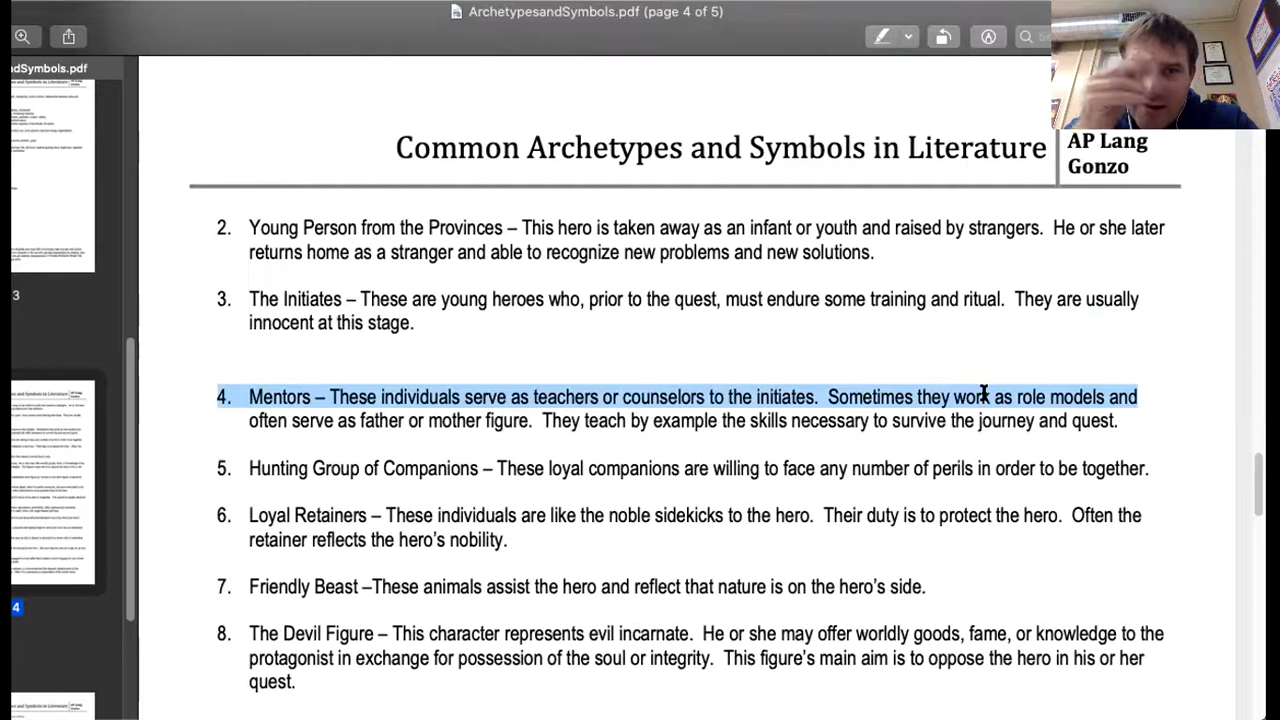 ArchetypesandSymbols.pdf (page 4 of 5)
dSymbols.pdf
Common Archetypes and Symbols in Literature
AP Lang
Gonzo
2. Young Person from the Provinces – This hero is taken away as an infant or youth and raised by strangers. He or she later
returns home as a stranger and able to recognize new problems and new solutions.
3. The Initiates – These are young heroes who, prior to the quest, must endure some training and ritual. They are usually
innocent at this stage.
4. Mentors – These individuals serve as teachers or counselors to the initiates. Sometimes they work as role models and
often serve as father or mother figure. They teach by example the skills necessary to survive the journey and quest.
5. Hunting Group of Companions – These loyal companions are willing to face any number of perils in order to be together.
6. Loyal Retainers – These individuals are like the noble sidekicks to the hero. Their duty is to protect the hero. Often the
retainer reflects the hero's nobility.
7. Friendly Beast –These animals assist the hero and reflect that nature is on the hero's side.
8. The Devil Figure – This character represents evil incarnate. He or she may offer worldly goods, fame, or knowledge to the
protagonist in exchange for possession of the soul or integrity. This figure's main aim is to oppose the hero in his or her
quest.
3
4